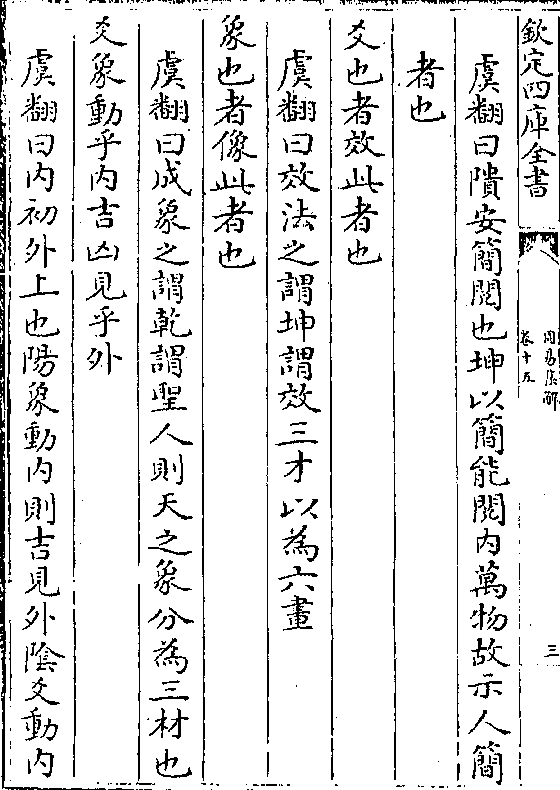 欽定四庫全書
周易集解
卷十五
三
虞翻曰隤安簡閱也坤以簡能閱内萬物故示人簡
者也
爻也者效此者也
虞翻曰效法之謂坤謂效三才以為六畫
象也者像此者也
虞翻曰成象之謂乾謂聖人則天之象分為三材也
爻象動乎内吉凶見乎外
虞翻曰内初外上也陽象動内則吉見外陰爻動内